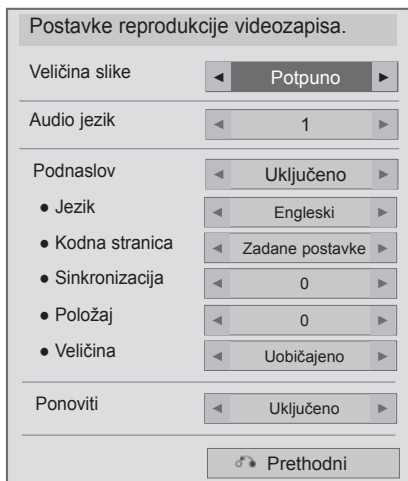 Postavke reprodukcije videozapisa.
Veličina slike ◄ Potpuno ►
Audio jezik ◄ 1 ►
Podnaslov ◄ Uključeno ►
● Jezik ◄ Engleski ►
● Kodna stranica ◄ Zadane postavke ►
● Sinkronizacija ◄ 0 ►
● Položaj ◄ 0 ►
● Veličina ◄ Uobičajeno ►
Ponoviti ◄ Uključeno ►
Prethodni